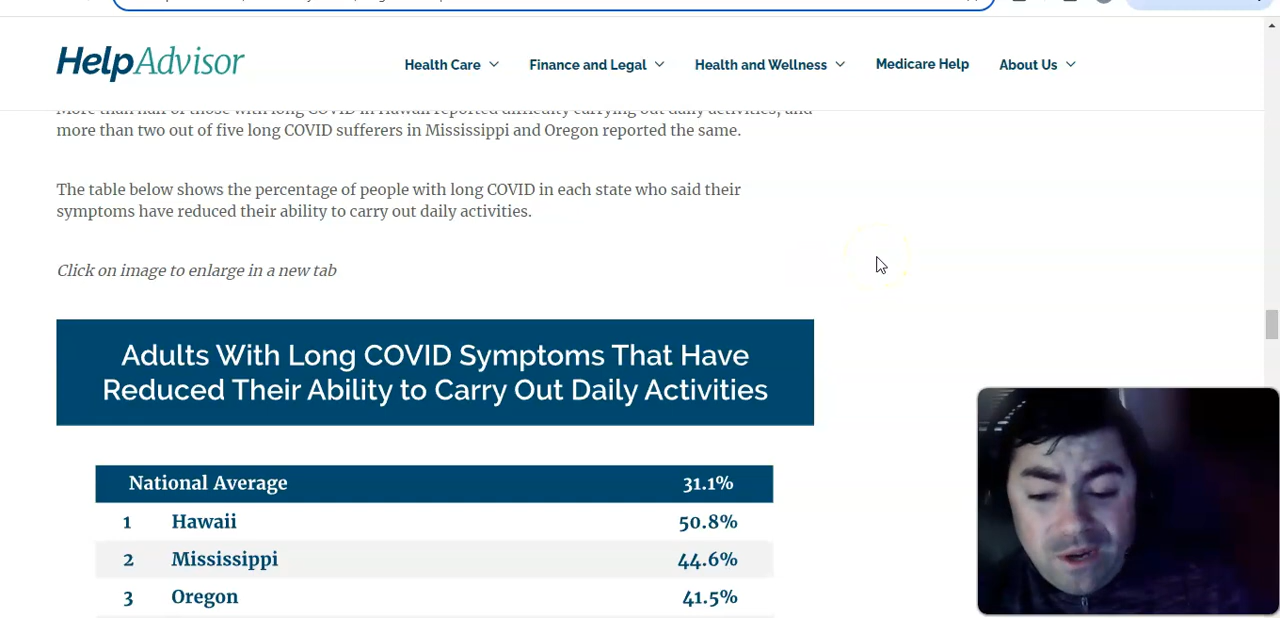 HelpAdvisor
Health Care
Finance and Legal
Health and Wellness
Medicare Help
About Us
More than half of those with long COVID in Hawaii reported difficulty carrying out daily activities, and
more than two out of five long COVID sufferers in Mississippi and Oregon reported the same.
The table below shows the percentage of people with long COVID in each state who said their
symptoms have reduced their ability to carry out daily activities.
Click on image to enlarge in a new tab
Adults With Long COVID Symptoms That Have
Reduced Their Ability to Carry Out Daily Activities
National Average 31.1%
1 Hawaii 50.8%
2 Mississippi 44.6%
3 Oregon 41.5%